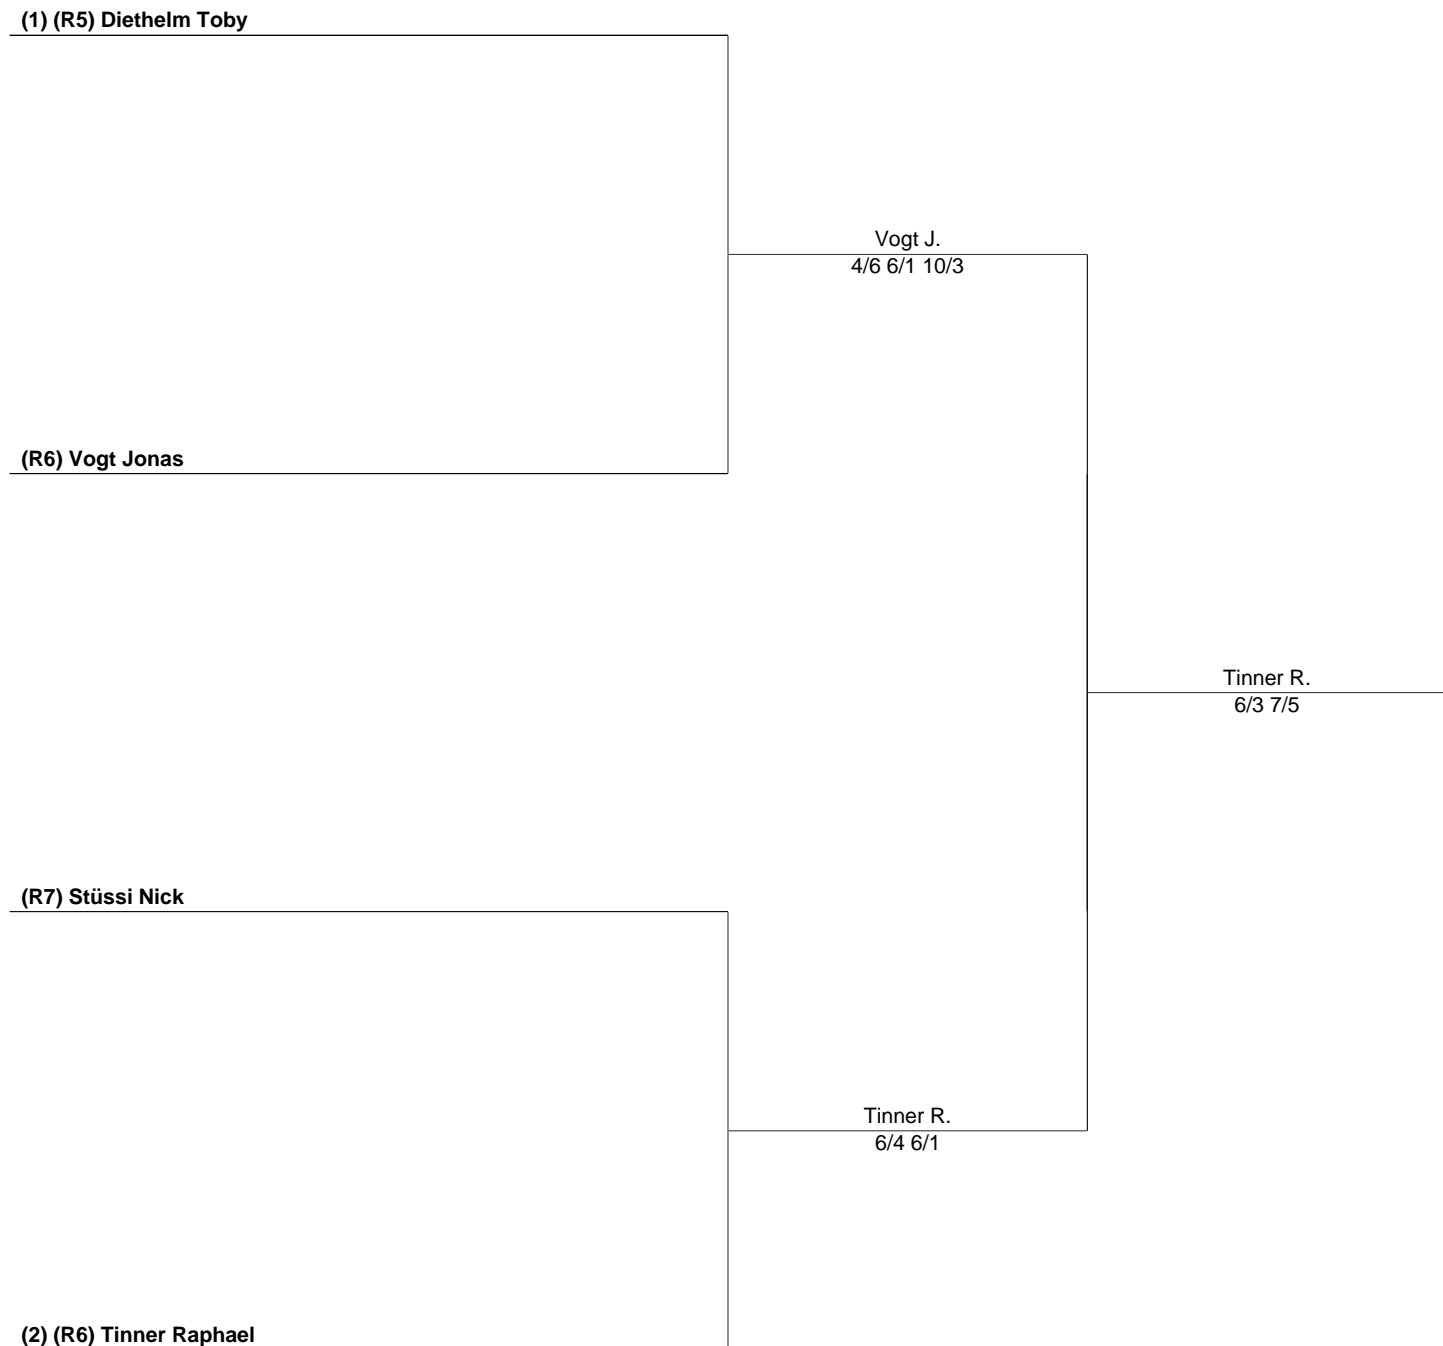 (1) (R5) Diethelm Toby
Vogt J.
4/6 6/1 10/3
(R6) Vogt Jonas
Tinner R.
6/3 7/5
(R7) Stüssi Nick
Tinner R.
6/4 6/1
(2) (R6) Tinner Raphael